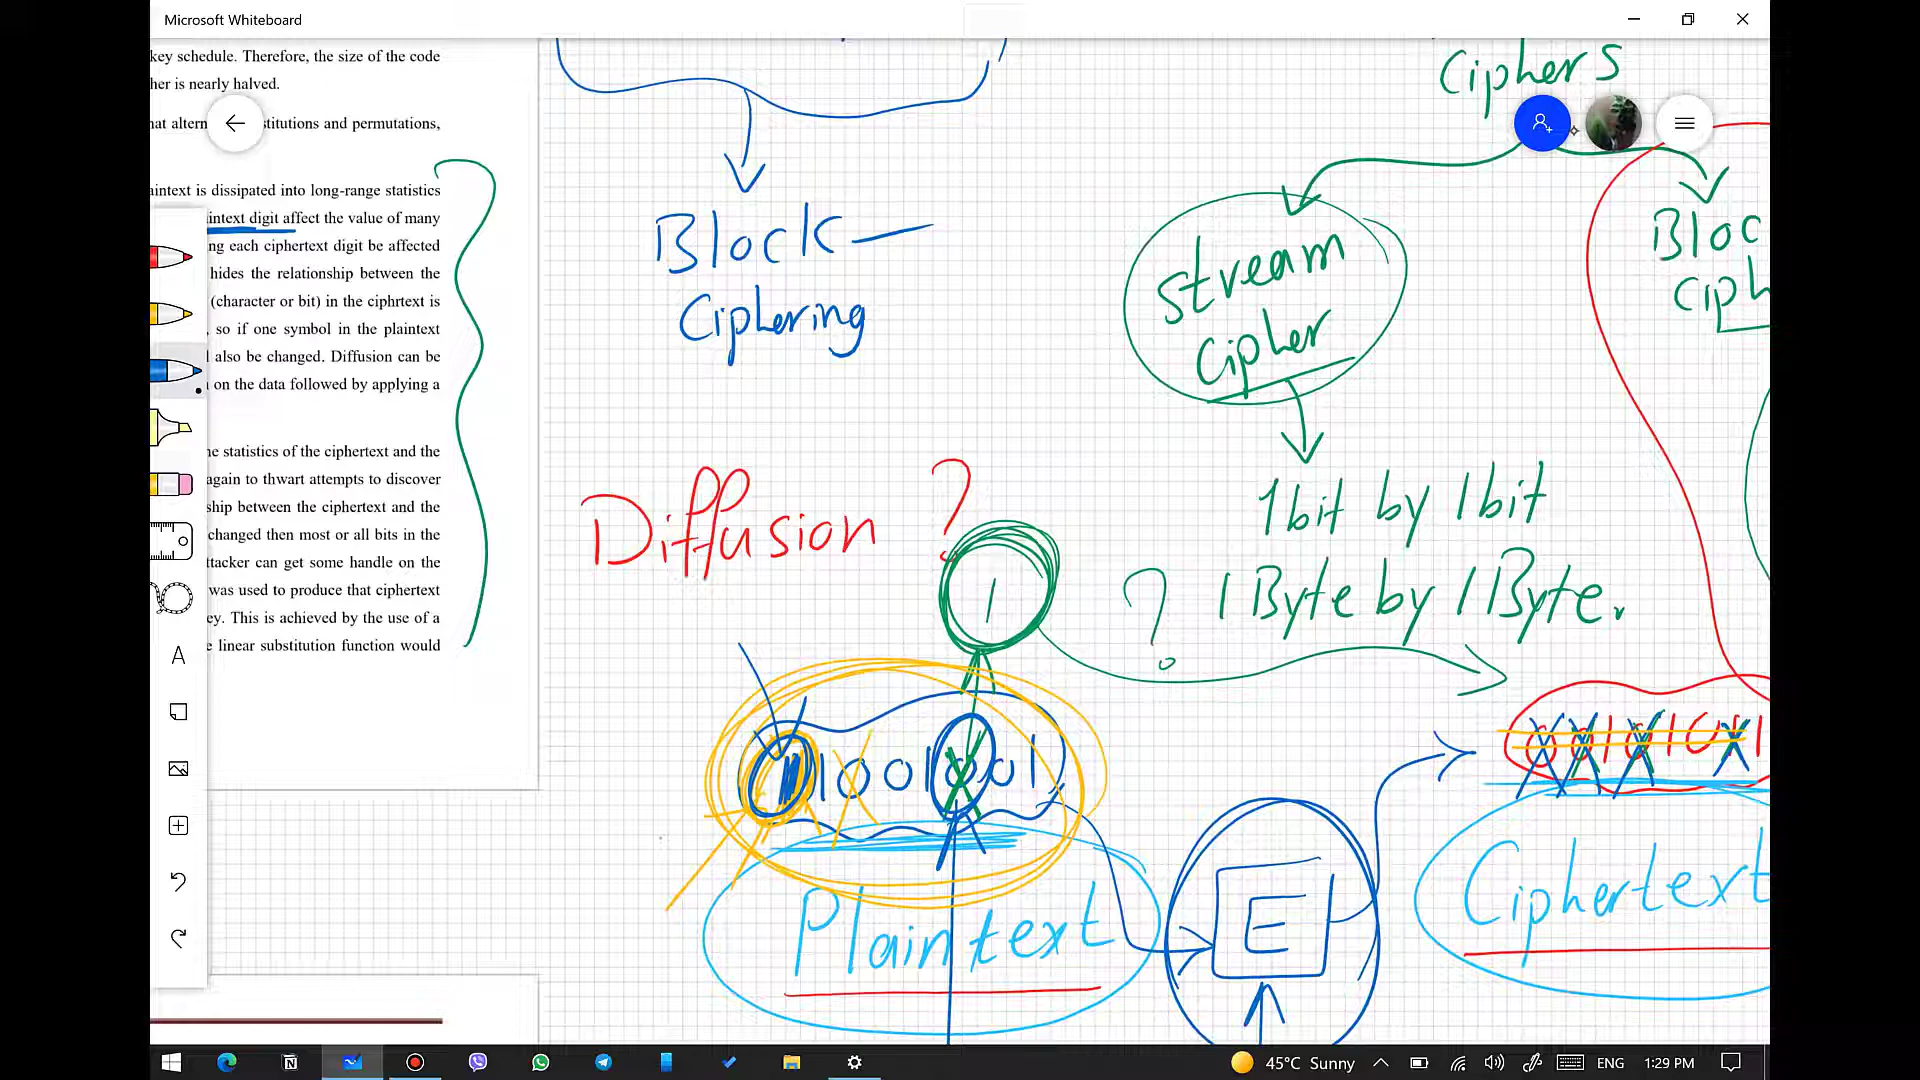 Microsoft Whiteboard
key schedule. Therefore, the size of the code
her is nearly halved.
hat altern stitutions and permutations,
aintext is dissipated into long-range statistics
intext digit affect the value of many
ng each ciphertext digit be affected
hides the relationship between the
(character or bit) in the ciphrtext is
, so if one symbol in the plaintext
l also be changed. Diffusion can be
on the data followed by applying a
he statistics of the ciphertext and the
again to thwart attempts to discover
ship between the ciphertext and the
changed then most or all bits in the
ttacker can get some handle on the
was used to produce that ciphertext
ey. This is achieved by the use of a
e linear substitution function would
A
Block
Ciphering
Ciphers
Stream
Cipher
Bloc
Ciph
1 bit by 1 bit
1 Byte by 1 Byte.
Diffusion ?
1
?
Plaintext
E
Ciphertext
45°C Sunny
ENG
1:29 PM